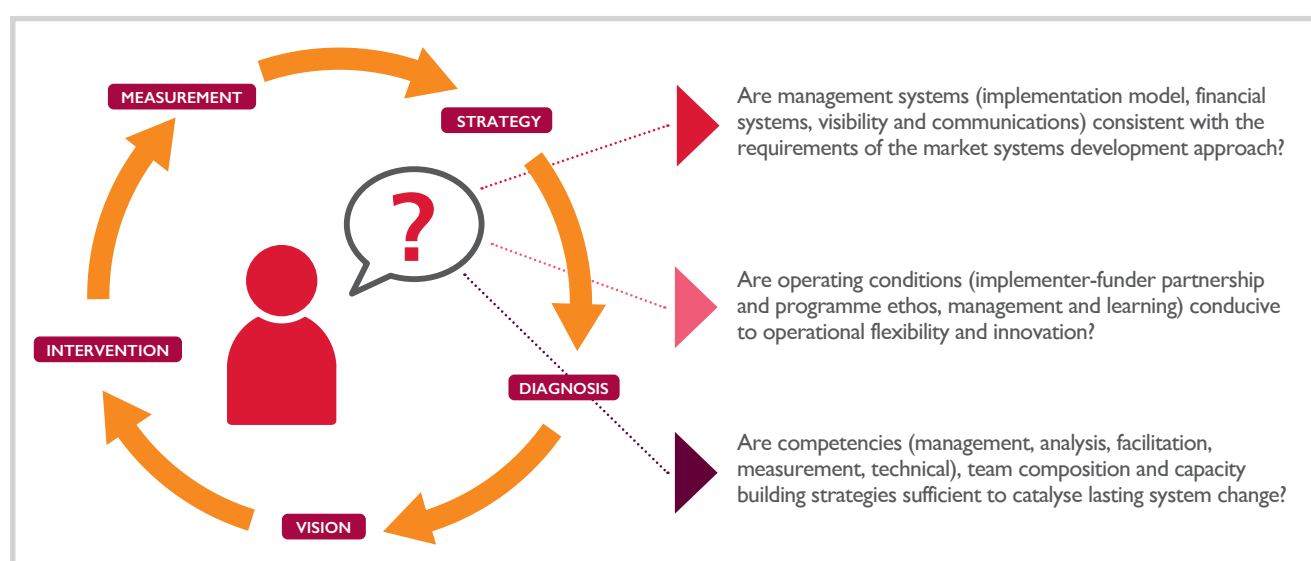 MEASUREMENT
STRATEGY
DIAGNOSIS
VISION
INTERVENTION
?
Are management systems (implementation model, financial
systems, visibility and communications) consistent with the
requirements of the market systems development approach?
Are operating conditions (implementer-funder partnership
and programme ethos, management and learning) conducive
to operational flexibility and innovation?
Are competencies (management, analysis, facilitation,
measurement, technical), team composition and capacity
building strategies sufficient to catalyse lasting system change?